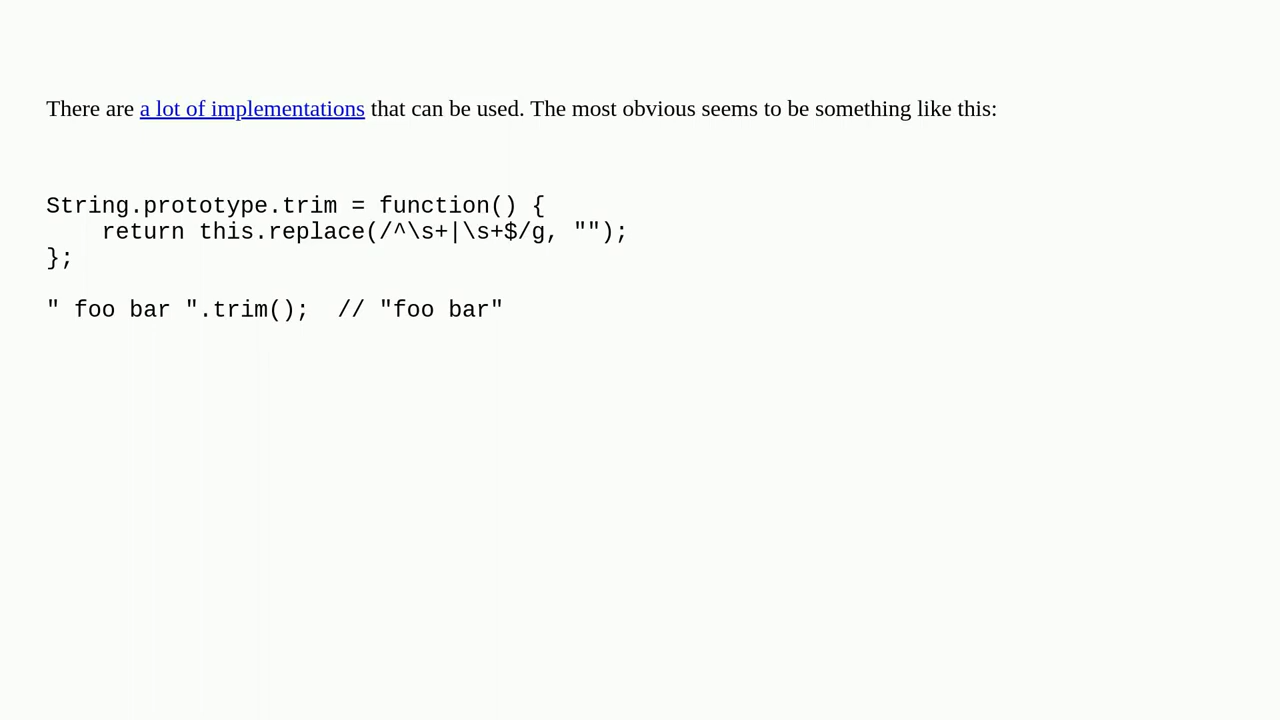 There are a lot of implementations that can be used. The most obvious seems to be something like this:
String.prototype.trim = function() {
    return this.replace(/^\s+|\s+$/g, "");
};
" foo bar ".trim();  // "foo bar"